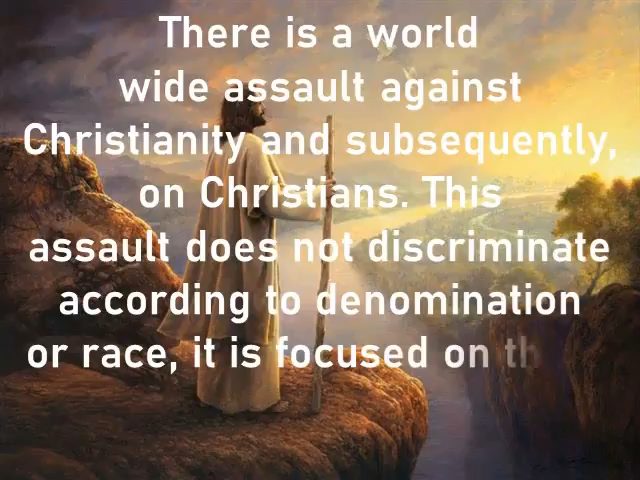 There is a world
wide assault against
Christianity and subsequently,
on Christians. This
assault does not discriminate
according to denomination
or race, it is focused on th